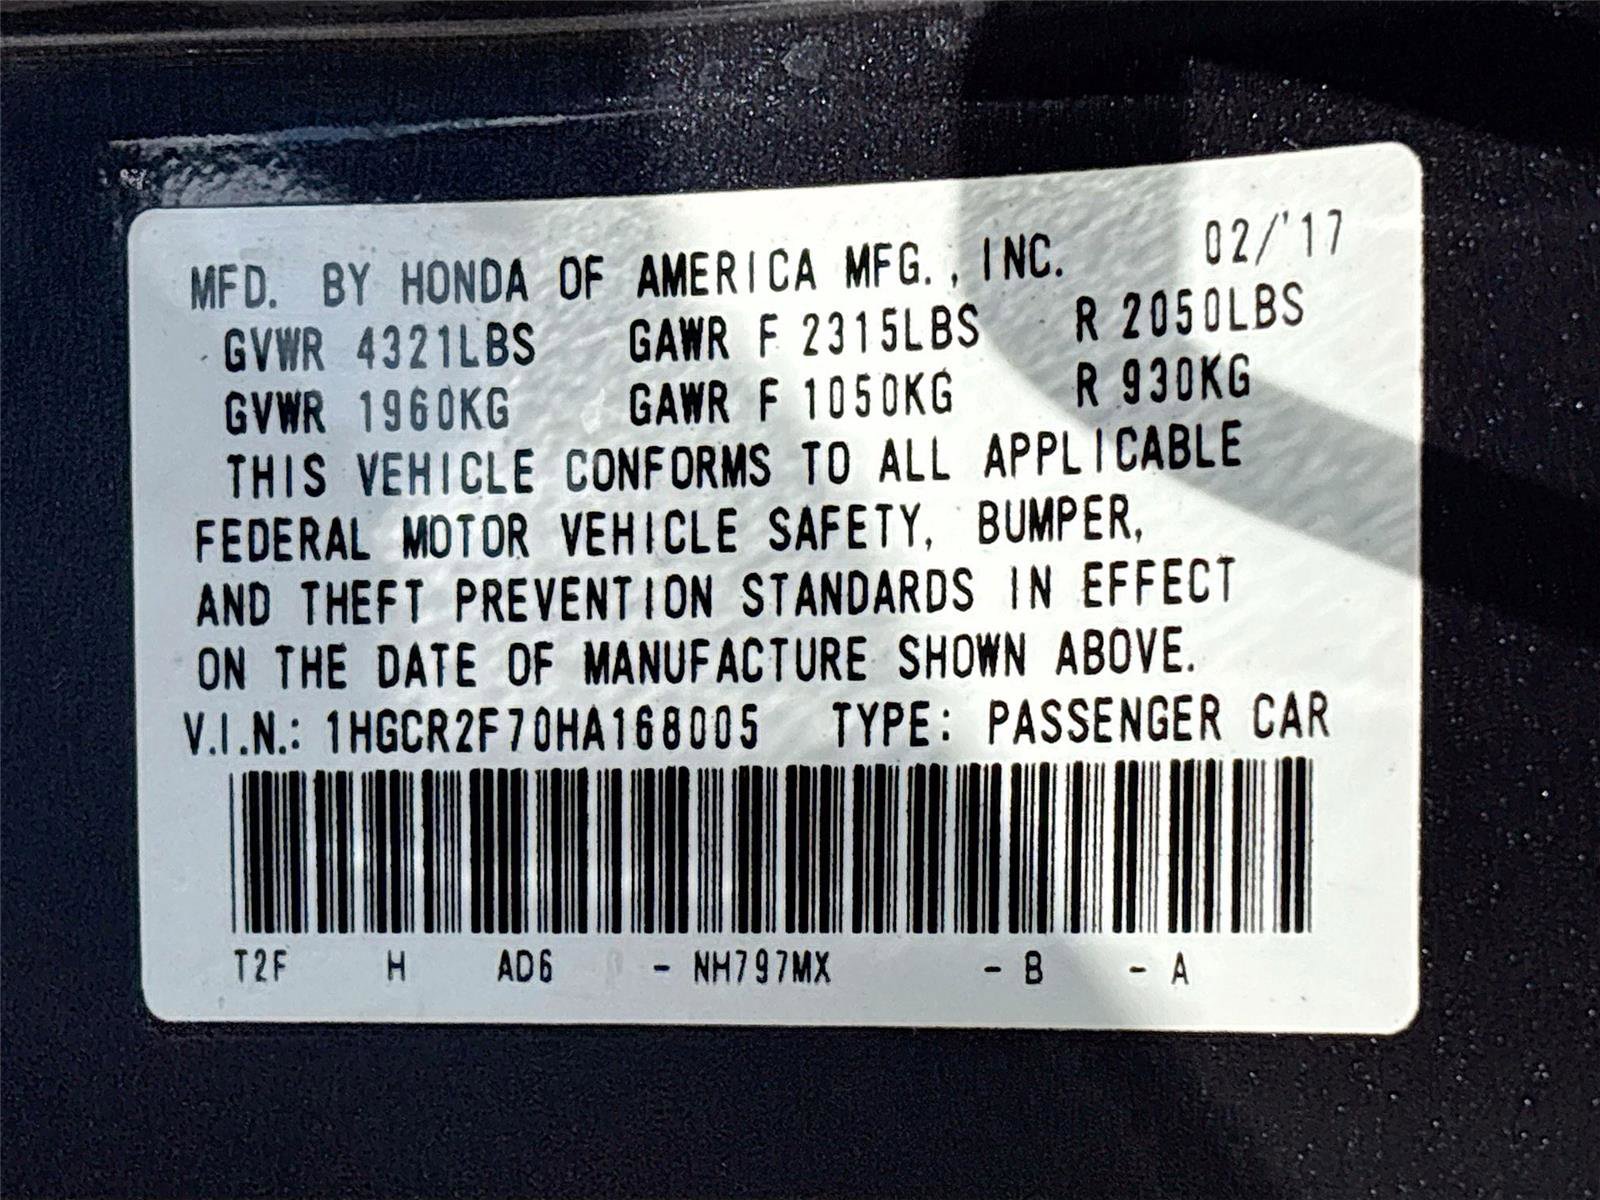 MFD. BY HONDA OF AMERICA MFG., INC. 02/'17
GVWR 4321LBS GAWR F 2315LBS R 2050LBS
GVWR 1960KG GAWR F 1050KG R 930KG
THIS VEHICLE CONFORMS TO ALL APPLICABLE
FEDERAL MOTOR VEHICLE SAFETY, BUMPER,
AND THEFT PREVENTION STANDARDS IN EFFECT
ON THE DATE OF MANUFACTURE SHOWN ABOVE.
V.I.N.: 1HGCR2F70HA168005 TYPE: PASSENGER CAR
T2F H AD6 - NH797MX - B - A